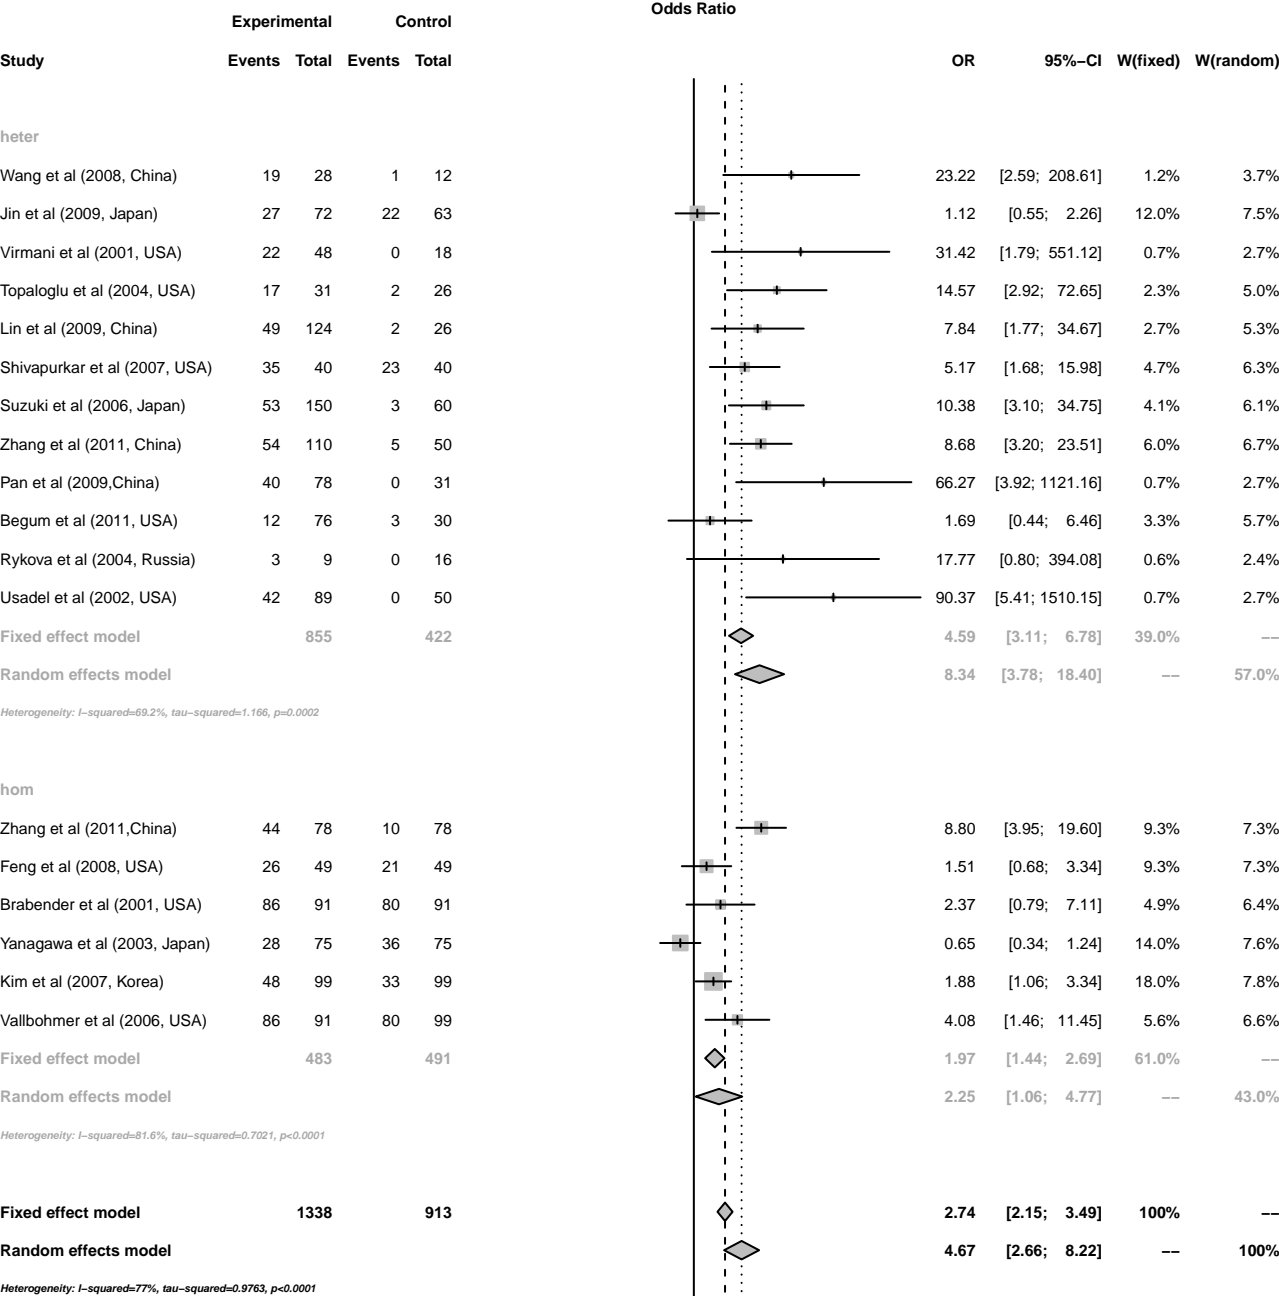 Odds Ratio
Experimental Control
Study Events Total Events Total OR 95%−CI W(fixed) W(random)
heter
Wang et al (2008, China) 19 28 1 12 23.22 [2.59; 208.61] 1.2% 3.7%
Jin et al (2009, Japan) 27 72 22 63 1.12 [0.55; 2.26] 12.0% 7.5%
Virmani et al (2001, USA) 22 48 0 18 31.42 [1.79; 551.12] 0.7% 2.7%
Topaloglu et al (2004, USA) 17 31 2 26 14.57 [2.92; 72.65] 2.3% 5.0%
Lin et al (2009, China) 49 124 2 26 7.84 [1.77; 34.67] 2.7% 5.3%
Shivapurkar et al (2007, USA) 35 40 23 40 5.17 [1.68; 15.98] 4.7% 6.3%
Suzuki et al (2006, Japan) 53 150 3 60 10.38 [3.10; 34.75] 4.1% 6.1%
Zhang et al (2011, China) 54 110 5 50 8.68 [3.20; 23.51] 6.0% 6.7%
Pan et al (2009,China) 40 78 0 31 66.27 [3.92; 1121.16] 0.7% 2.7%
Begum et al (2011, USA) 12 76 3 30 1.69 [0.44; 6.46] 3.3% 5.7%
Rykova et al (2004, Russia) 3 9 0 16 17.77 [0.80; 394.08] 0.6% 2.4%
Usadel et al (2002, USA) 42 89 0 50 90.37 [5.41; 1510.15] 0.7% 2.7%
Fixed effect model 855 422 4.59 [3.11; 6.78] 39.0% −−
Random effects model 8.34 [3.78; 18.40] −− 57.0%
Heterogeneity: I−squared=69.2%, tau−squared=1.166, p=0.0002
hom
Zhang et al (2011,China) 44 78 10 78 8.80 [3.95; 19.60] 9.3% 7.3%
Feng et al (2008, USA) 26 49 21 49 1.51 [0.68; 3.34] 9.3% 7.3%
Brabender et al (2001, USA) 86 91 80 91 2.37 [0.79; 7.11] 4.9% 6.4%
Yanagawa et al (2003, Japan) 28 75 36 75 0.65 [0.34; 1.24] 14.0% 7.6%
Kim et al (2007, Korea) 48 99 33 99 1.88 [1.06; 3.34] 18.0% 7.8%
Vallbohmer et al (2006, USA) 86 91 80 99 4.08 [1.46; 11.45] 5.6% 6.6%
Fixed effect model 483 491 1.97 [1.44; 2.69] 61.0% −−
Random effects model 2.25 [1.06; 4.77] −− 43.0%
Heterogeneity: I−squared=81.6%, tau−squared=0.7021, p<0.0001
Fixed effect model 1338 913 2.74 [2.15; 3.49] 100% −−
Random effects model 4.67 [2.66; 8.22] −− 100%
Heterogeneity: I−squared=77%, tau−squared=0.9763, p<0.0001